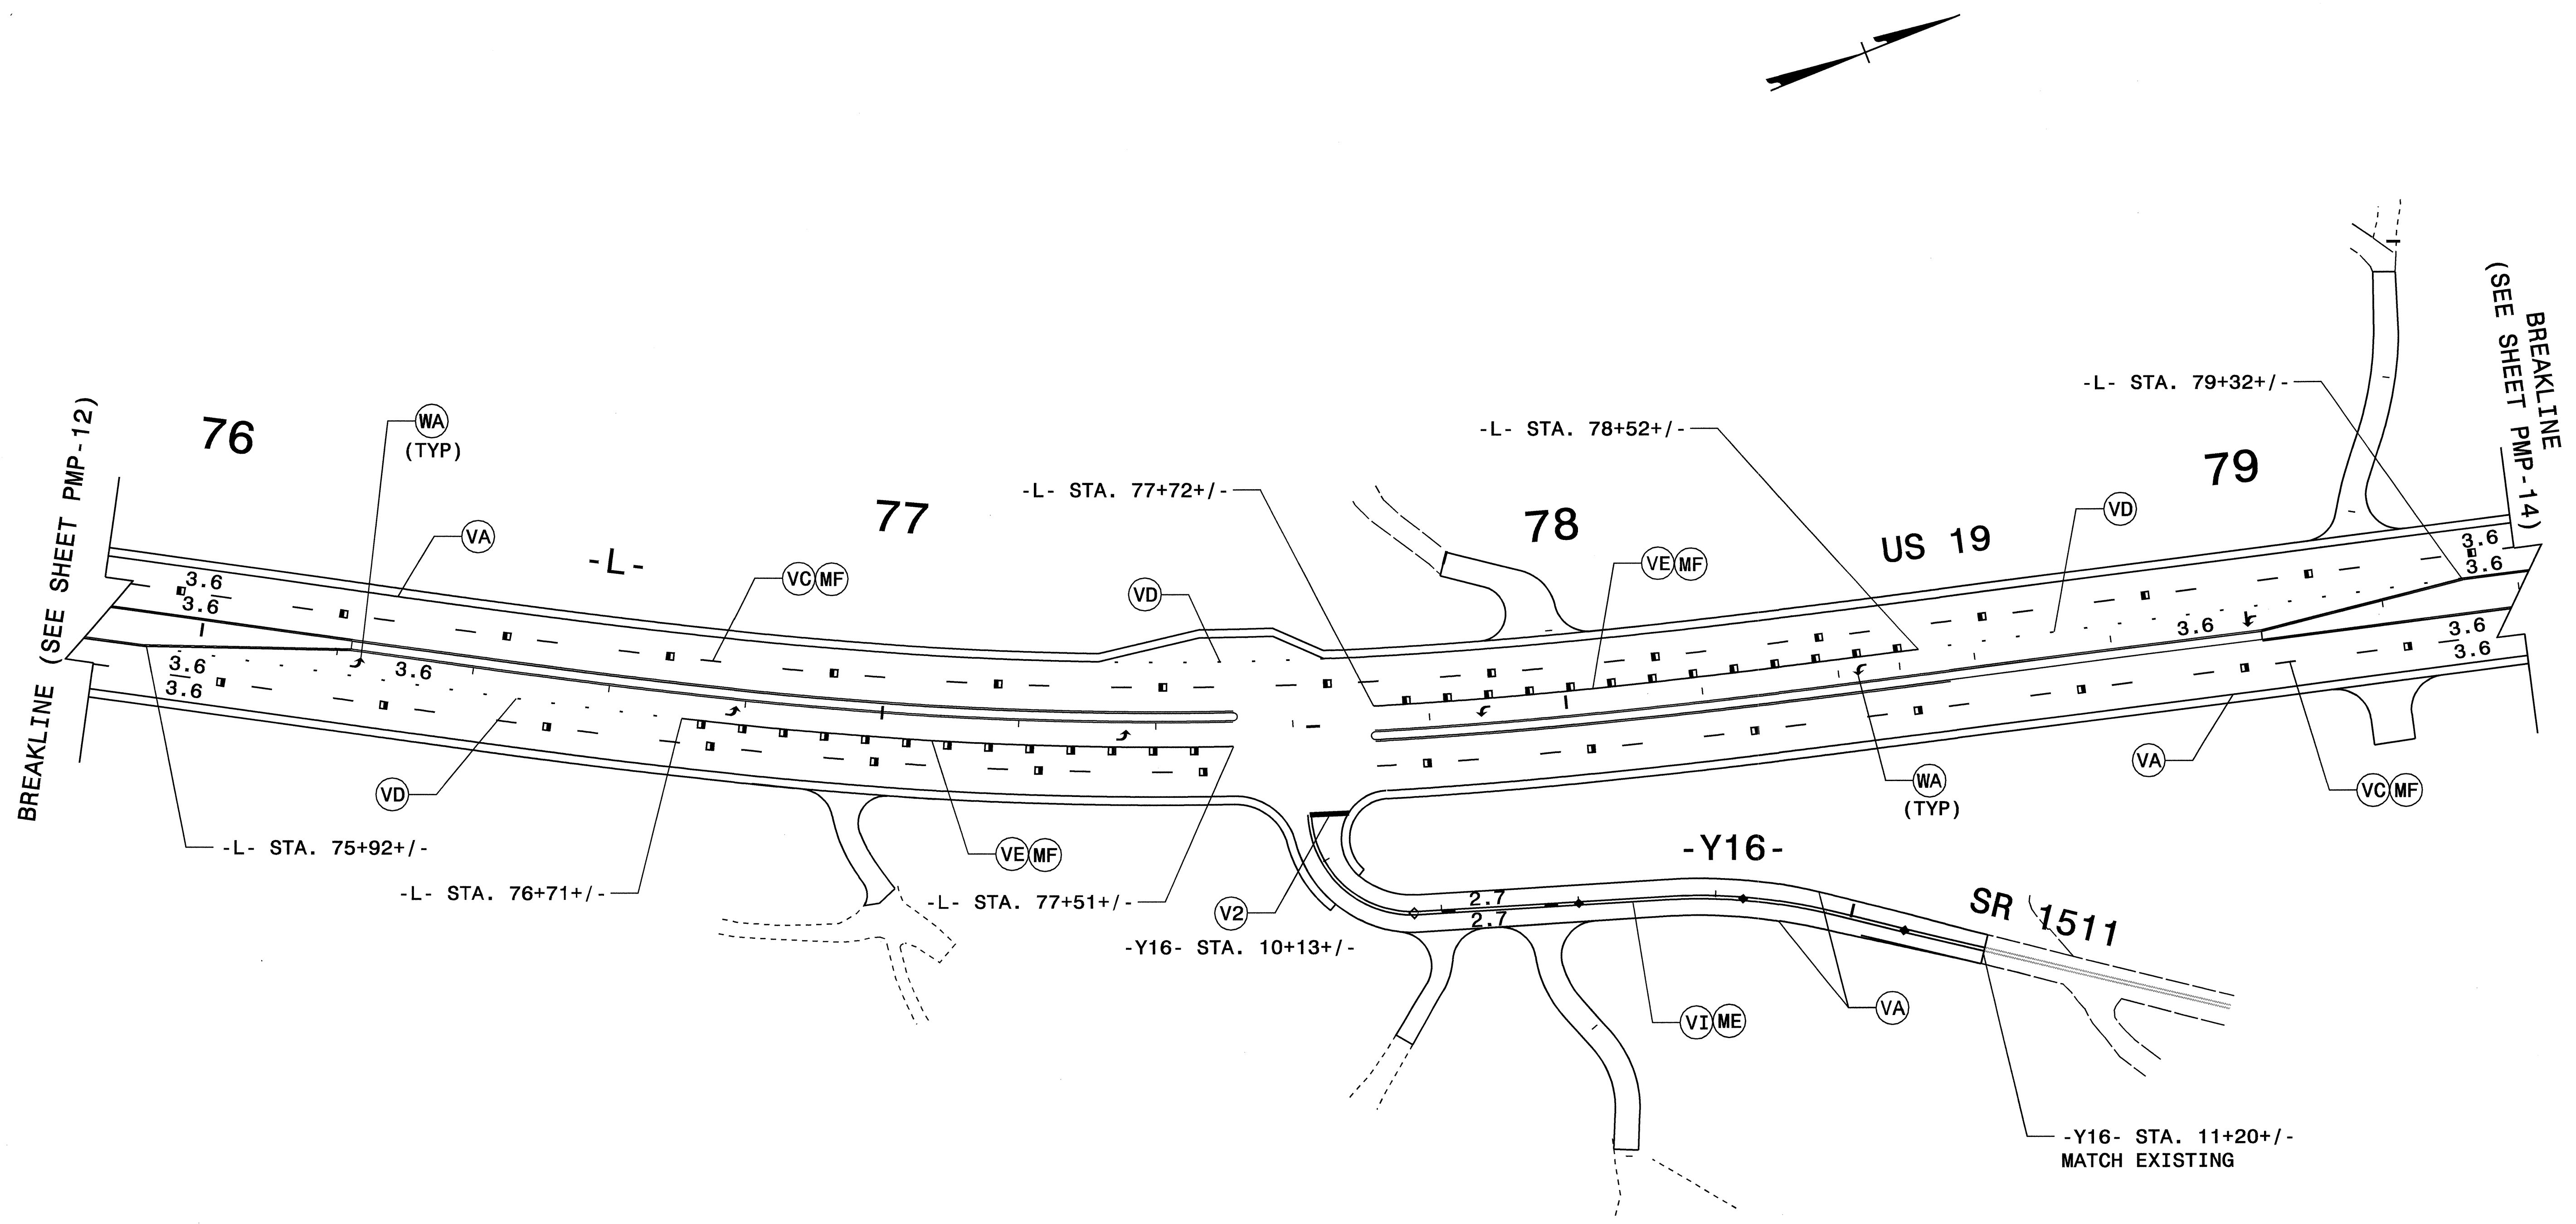 BREAKLINE (SEE SHEET PMP-12)
76
WA
(TYP)
VA
-L-
77
VC MF
-L- STA. 77+72+/-
VD
-L- STA. 78+52+/-
78
VE MF
US 19
VD
79
-L- STA. 79+32+/-
BREAKLINE
(SEE SHEET PMP-14)
3.6
3.6
3.6
3.6
3.6
3.6
3.6
3.6
3.6
3.6
VD
-L- STA. 75+92+/-
-L- STA. 76+71+/-
VE MF
-L- STA. 77+51+/-
V2
-Y16- STA. 10+13+/-
2.7
2.7
-Y16-
WA
(TYP)
VA
VC MF
SR 1511
VI ME
VA
-Y16- STA. 11+20+/-
MATCH EXISTING